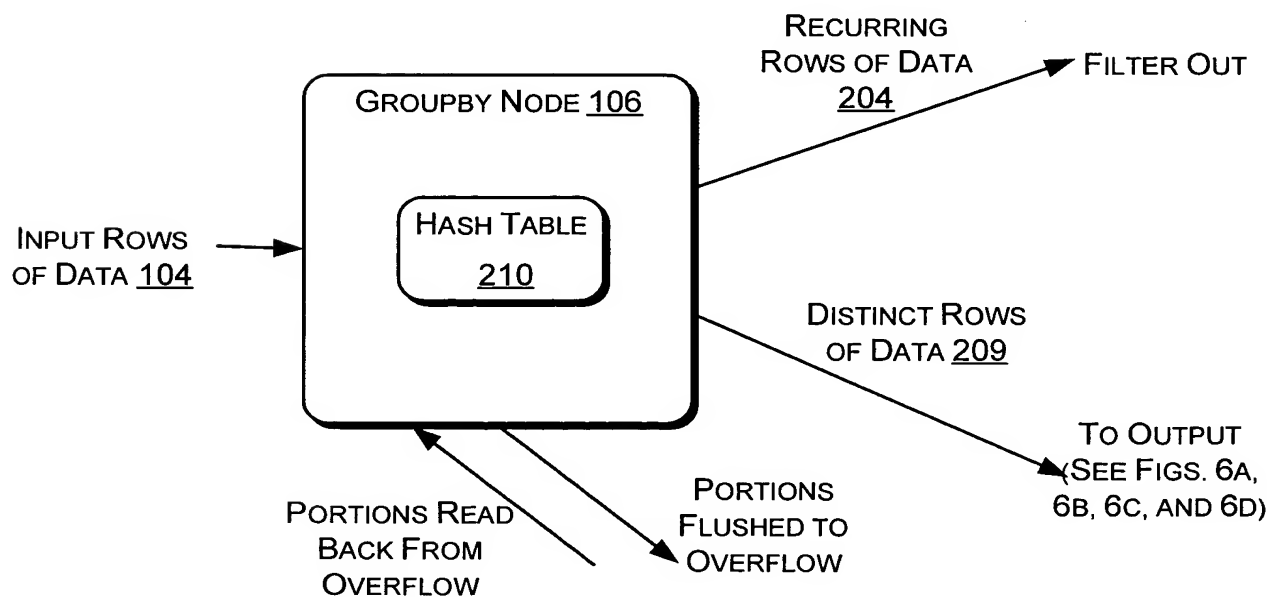 RECURRING
ROWS OF DATA
204
FILTER OUT
GROUPBY NODE 106
HASH TABLE
210
INPUT ROWS
OF DATA 104
DISTINCT ROWS
OF DATA 209
TO OUTPUT
(SEE FIGS. 6A,
6B, 6C, AND 6D)
PORTIONS READ
BACK FROM
OVERFLOW
PORTIONS
FLUSHED TO
OVERFLOW